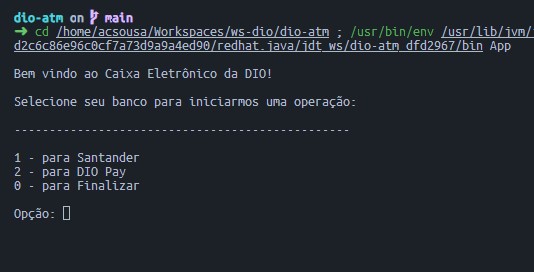 dio-atm on main
➜ cd /home/acsousa/Workspaces/ws-dio/dio-atm ; /usr/bin/env /usr/lib/jvm/
d2c6c86e96c0cf7a73d9a9a4ed90/redhat.java/jdt_ws/dio-atm_dfd2967/bin App
Bem vindo ao Caixa Eletrônico da DIO!
Selecione seu banco para iniciarmos uma operação:
------------------------------------------------
1 - para Santander
2 - para DIO Pay
0 - para Finalizar
Opção: